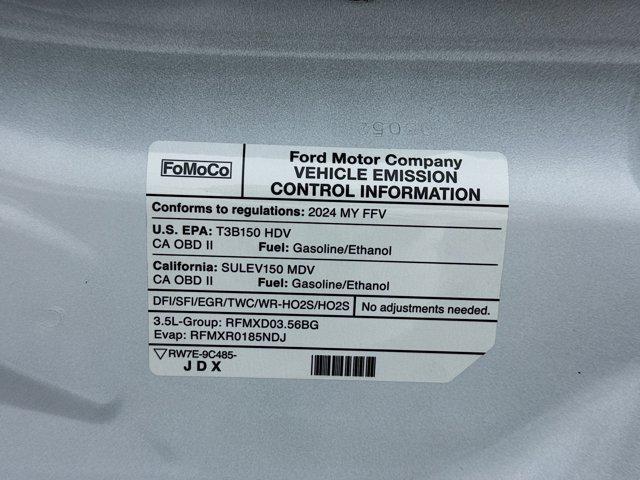 05
FoMoCo
Ford Motor Company
VEHICLE EMISSION
CONTROL INFORMATION
Conforms to regulations: 2024 MY FFV
U.S. EPA: T3B150 HDV
CA OBD II Fuel: Gasoline/Ethanol
California: SULEV150 MDV
CA OBD II Fuel: Gasoline/Ethanol
DFI/SFI/EGR/TWC/WR-HO2S/HO2S No adjustments needed.
3.5L-Group: RFMXD03.56BG
Evap: RFMXR0185NDJ
RW7E-9C485-
JDX